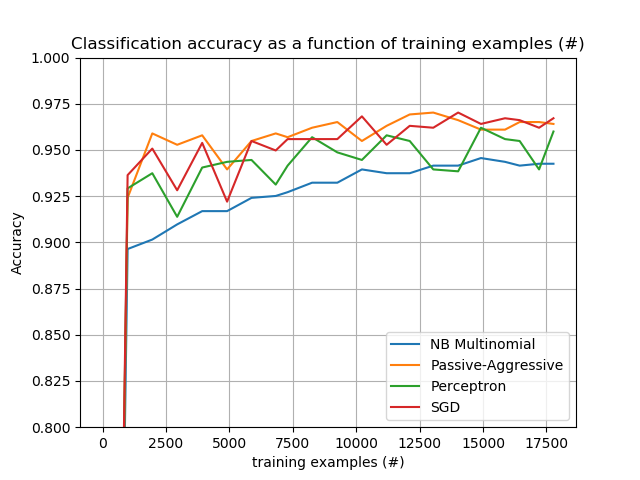 Classification accuracy as a function of training examples (#)
1.000
0.975
0.950
0.925
0.900
0.875
0.850
0.825
0.800
Accuracy
NB Multinomial
Passive-Aggressive
Perceptron
SGD
0 2500 5000 7500 10000 12500 15000 17500
training examples (#)